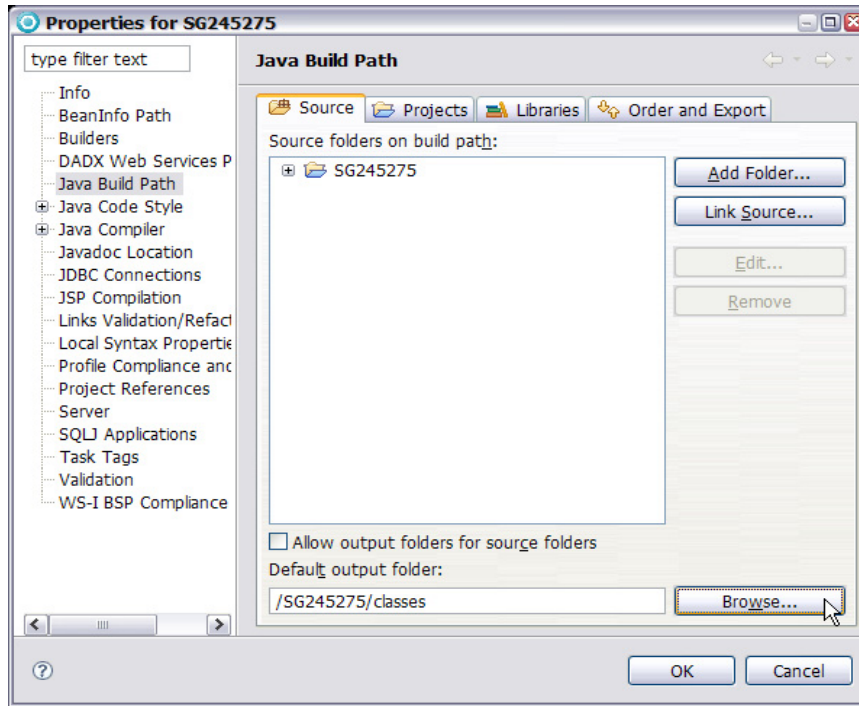 Properties for SG245275
type filter text
Info
BeanInfo Path
Builders
DADX Web Services P
Java Build Path
Java Code Style
Java Compiler
Javadoc Location
JDBC Connections
JSP Compilation
Links Validation/Refact
Local Syntax Propertie
Profile Compliance and
Project References
Server
SQLJ Applications
Task Tags
Validation
WS-I BSP Compliance
Java Build Path
Source Projects Libraries Order and Export
Source folders on build path:
SG245275
Add Folder...
Link Source...
Edit...
Remove
Allow output folders for source folders
Default output folder:
/SG245275/classes
Browse...
OK Cancel